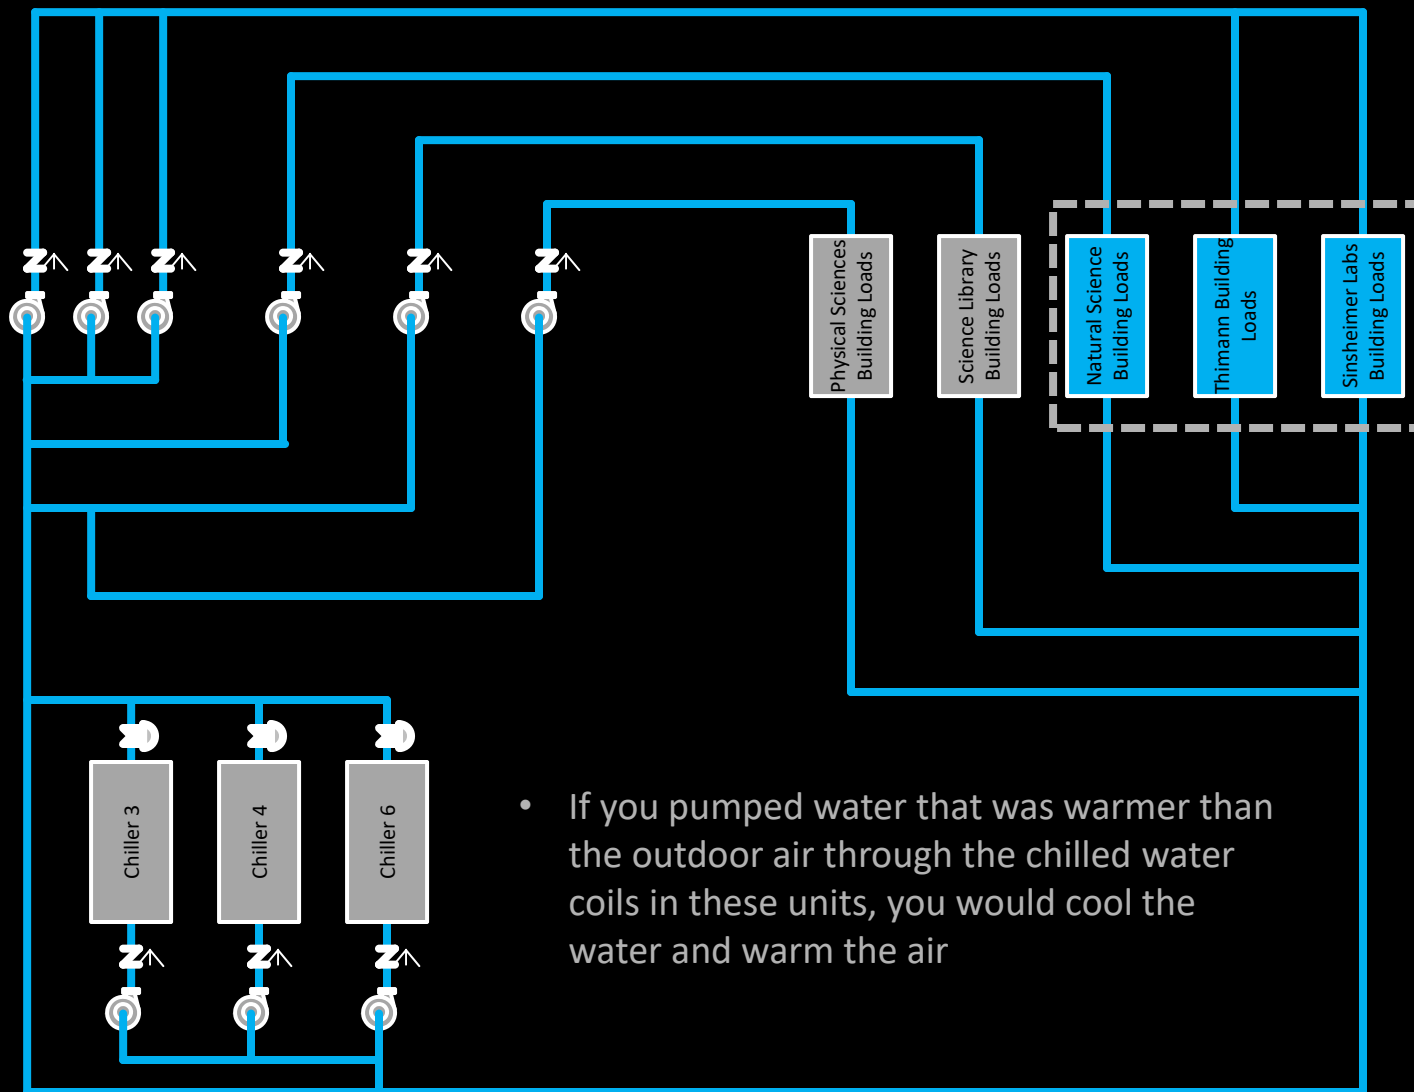 Physical Sciences
Building Loads
Science Library
Building Loads
Natural Science
Building Loads
Thimann Building
Loads
Sinsheimer Labs
Building Loads
Chiller 3
Chiller 4
Chiller 6
• If you pumped water that was warmer than
the outdoor air through the chilled water
coils in these units, you would cool the
water and warm the air